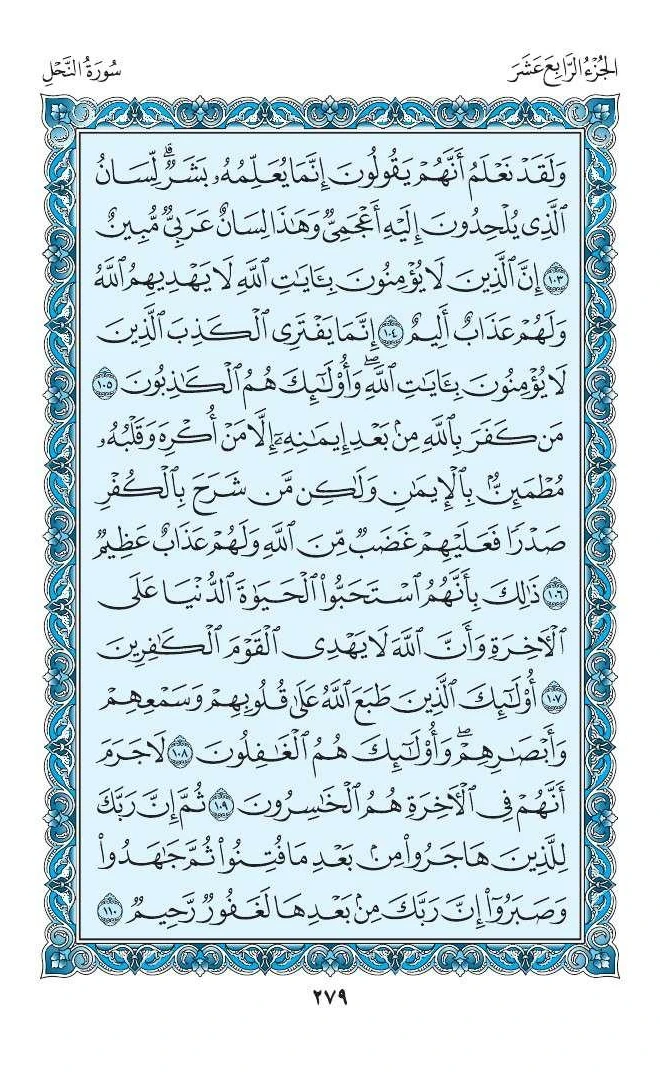 الجُزْءُ الرَّابِعَ عَشَرَ
سُورَةُ النَّحْلِ
وَلَقَدْ نَعْلَمُ أَنَّهُمْ يَقُولُونَ إِنَّمَا يُعَلِّمُهُۥ بَشَرٌۗ لِّسَانُ
ٱلَّذِى يُلْحِدُونَ إِلَيْهِ أَعْجَمِىٌّ وَهَٰذَا لِسَانٌ عَرَبِىٌّ مُّبِينٌ
١٠٣ إِنَّ ٱلَّذِينَ لَا يُؤْمِنُونَ بِـَٔايَٰتِ ٱللَّهِ لَا يَهْدِيهِمُ ٱللَّهُ
وَلَهُمْ عَذَابٌ أَلِيمٌ ١٠٤ إِنَّمَا يَفْتَرِى ٱلْكَذِبَ ٱلَّذِينَ
لَا يُؤْمِنُونَ بِـَٔايَٰتِ ٱللَّهِۖ وَأُو۟لَٰٓئِكَ هُمُ ٱلْكَٰذِبُونَ ١٠٥
مَن كَفَرَ بِٱللَّهِ مِنۢ بَعْدِ إِيمَٰنِهِۦٓ إِلَّا مَنْ أُكْرِهَ وَقَلْبُهُۥ
مُطْمَئِنٌّۢ بِٱلْإِيمَٰنِ وَلَٰكِن مَّن شَرَحَ بِٱلْكُفْرِ
صَدْرًا فَعَلَيْهِمْ غَضَبٌ مِّنَ ٱللَّهِ وَلَهُمْ عَذَابٌ عَظِيمٌ
١٠٦ ذَٰلِكَ بِأَنَّهُمُ ٱسْتَحَبُّوا۟ ٱلْحَيَوٰةَ ٱلدُّنْيَا عَلَى
ٱلْـَٔاخِرَةِ وَأَنَّ ٱللَّهَ لَا يَهْدِى ٱلْقَوْمَ ٱلْكَٰفِرِينَ
١٠٧ أُو۟لَٰٓئِكَ ٱلَّذِينَ طَبَعَ ٱللَّهُ عَلَىٰ قُلُوبِهِمْ وَسَمْعِهِمْ
وَأَبْصَٰرِهِمْۖ وَأُو۟لَٰٓئِكَ هُمُ ٱلْغَٰفِلُونَ ١٠٨ لَا جَرَمَ
أَنَّهُمْ فِى ٱلْـَٔاخِرَةِ هُمُ ٱلْخَٰسِرُونَ ١٠٩ ثُمَّ إِنَّ رَبَّكَ
لِلَّذِينَ هَاجَرُوا۟ مِنۢ بَعْدِ مَا فُتِنُوا۟ ثُمَّ جَٰهَدُوا۟
وَصَبَرُوٓا۟ إِنَّ رَبَّكَ مِنۢ بَعْدِهَا لَغَفُورٌ رَّحِيمٌ ١١٠
٢٧٩